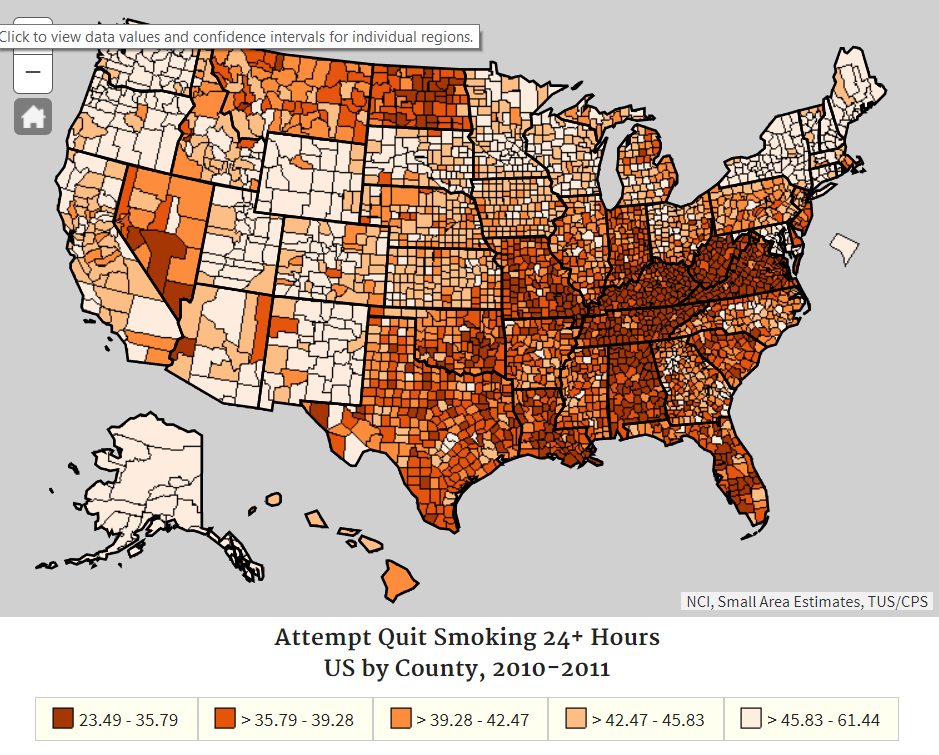 Click to view data values and confidence intervals for individual regions.
−
NCI, Small Area Estimates, TUS/CPS
Attempt Quit Smoking 24+ Hours
US by County, 2010-2011
23.49 - 35.79 > 35.79 - 39.28 > 39.28 - 42.47 > 42.47 - 45.83 > 45.83 - 61.44